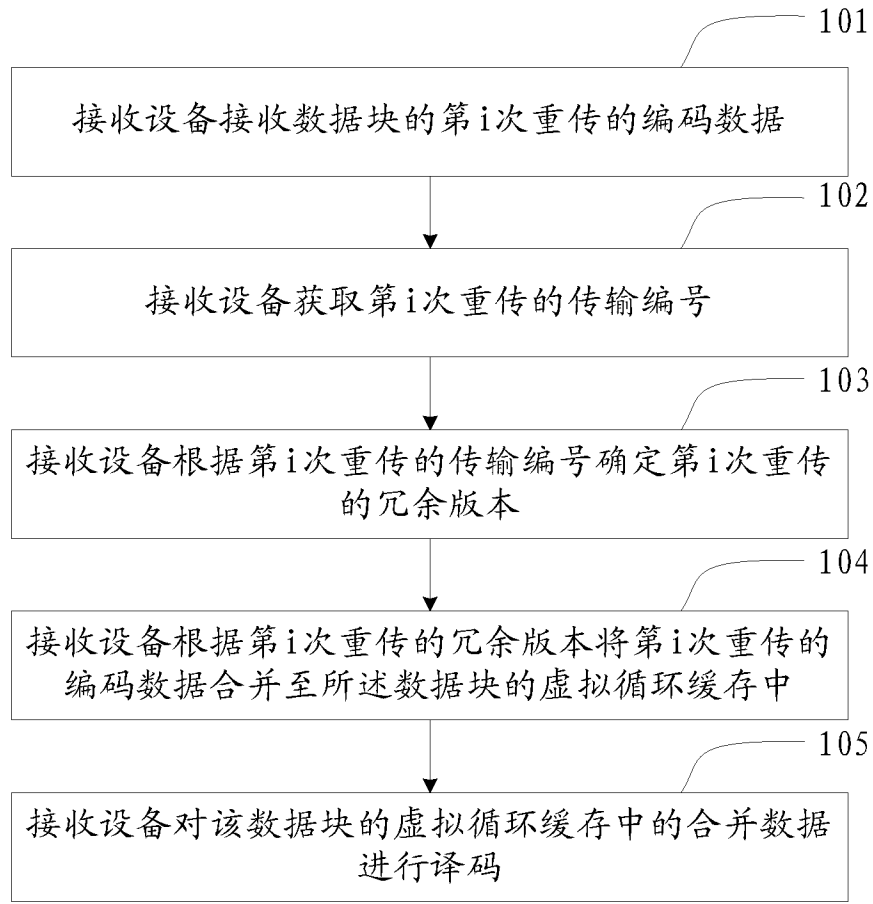 101
接收设备接收数据块的第i次重传的编码数据
102
接收设备获取第i次重传的传输编号
103
接收设备根据第i次重传的传输编号确定第i次重传
的冗余版本
104
接收设备根据第i次重传的冗余版本将第i次重传的
编码数据合并至所述数据块的虚拟循环缓存中
105
接收设备对该数据块的虚拟循环缓存中的合并数据
进行译码